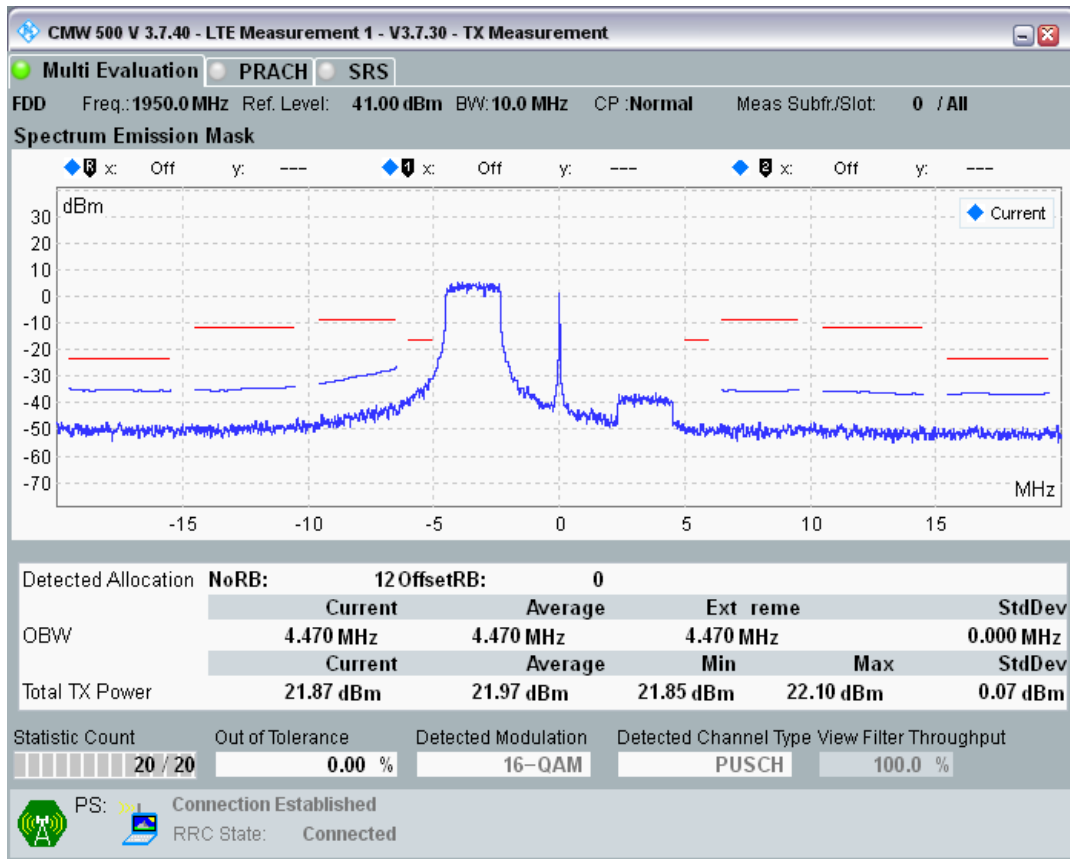 CMW 500 V 3.7.40 - LTE Measurement 1 - V3.7.30 - TX Measurement
Multi Evaluation PRACH SRS
FDD Freq.: 1950.0 MHz Ref. Level: 41.00 dBm BW: 10.0 MHz CP : Normal Meas Subfr./Slot: 0 / All
Spectrum Emission Mask
R x: Off y: --- 1 x: Off y: --- 2 x: Off y: ---
dBm
Current
30
20
10
0
-10
-20
-30
-40
-50
-60
-70
MHz
-15 -10 -5 0 5 10 15
Detected Allocation NoRB: 12 OffsetRB: 0
Current Average Ext reme StdDev
OBW 4.470 MHz 4.470 MHz 4.470 MHz 0.000 MHz
Current Average Min Max StdDev
Total TX Power 21.87 dBm 21.97 dBm 21.85 dBm 22.10 dBm 0.07 dBm
Statistic Count Out of Tolerance Detected Modulation Detected Channel Type View Filter Throughput
20 / 20 0.00 % 16-QAM PUSCH 100.0 %
PS: Connection Established
RRC State: Connected